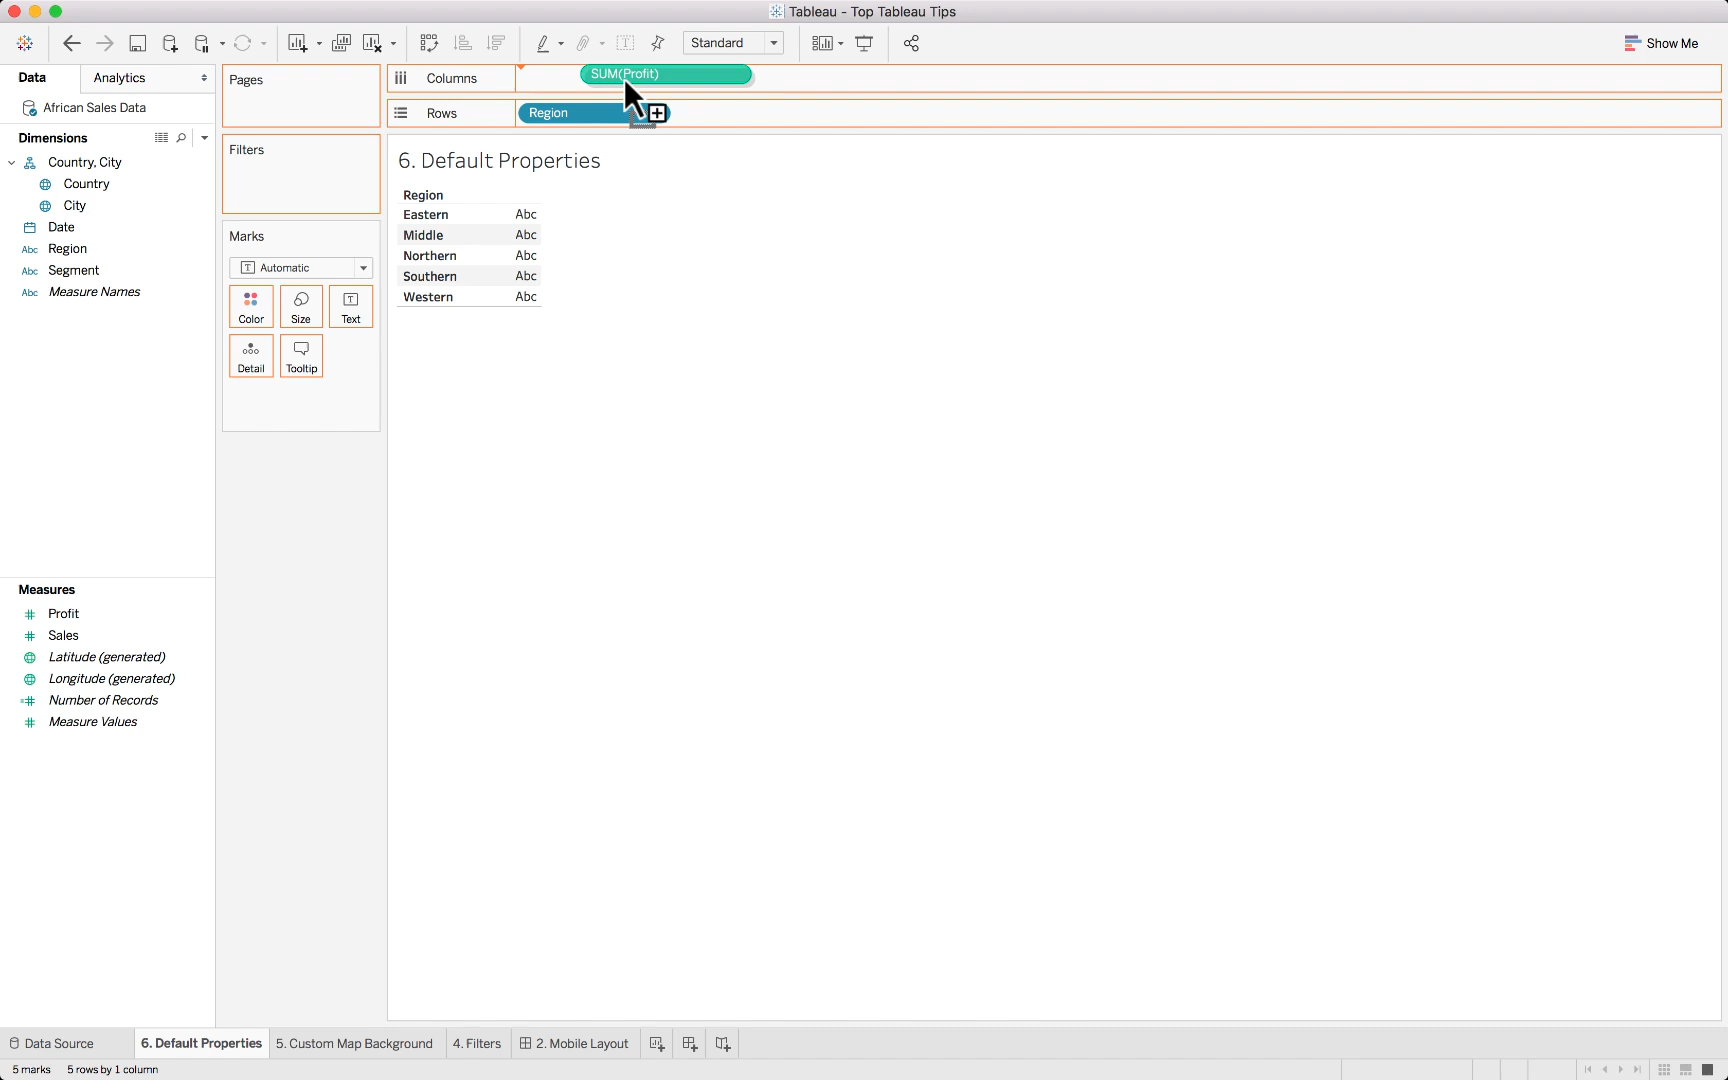 Tableau - Top Tableau Tips
Standard
Show Me
Data
Analytics
African Sales Data
Dimensions
Country, City
Country
City
Date
Abc Region
Abc Segment
Abc Measure Names
Measures
Profit
Sales
Latitude (generated)
Longitude (generated)
Number of Records
Measure Values
Pages
Filters
Marks
Automatic
Color Size Text
Detail Tooltip
Columns
SUM(Profit)
Rows
Region
6. Default Properties
Region
Eastern Abc
Middle Abc
Northern Abc
Southern Abc
Western Abc
Data Source
6. Default Properties
5. Custom Map Background
4. Filters
2. Mobile Layout
5 marks 5 rows by 1 column